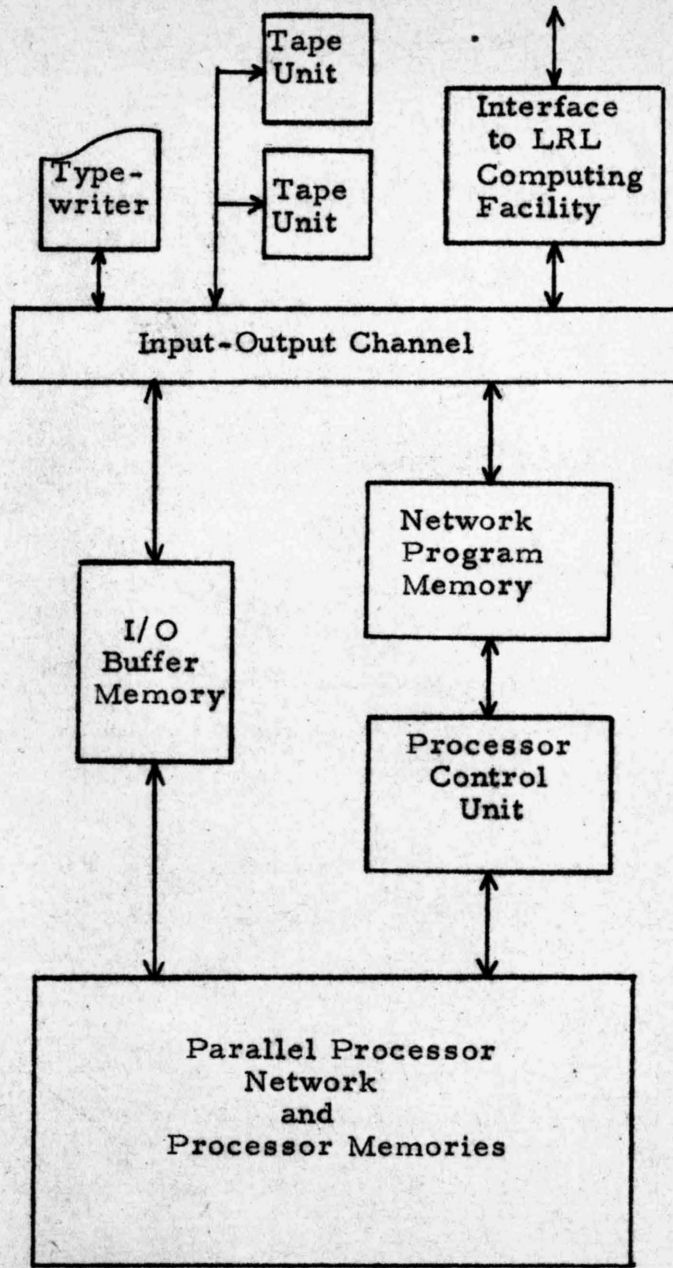 Tape
Unit
Tape
Unit
Interface
to LRL
Computing
Facility
Type-
writer
Input-Output Channel
Network
Program
Memory
I/O
Buffer
Memory
Processor
Control
Unit
Parallel Processor
Network
and
Processor Memories